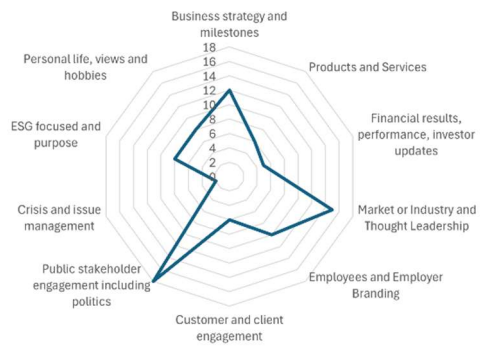 Business strategy and
milestones
Products and Services
Financial results,
performance, investor
updates
Market or Industry and
Thought Leadership
Employees and Employer
Branding
Customer and client
engagement
Public stakeholder
engagement including
politics
Crisis and issue
management
ESG focused and
purpose
Personal life, views and
hobbies
18
16
14
12
10
8
6
4
2
0